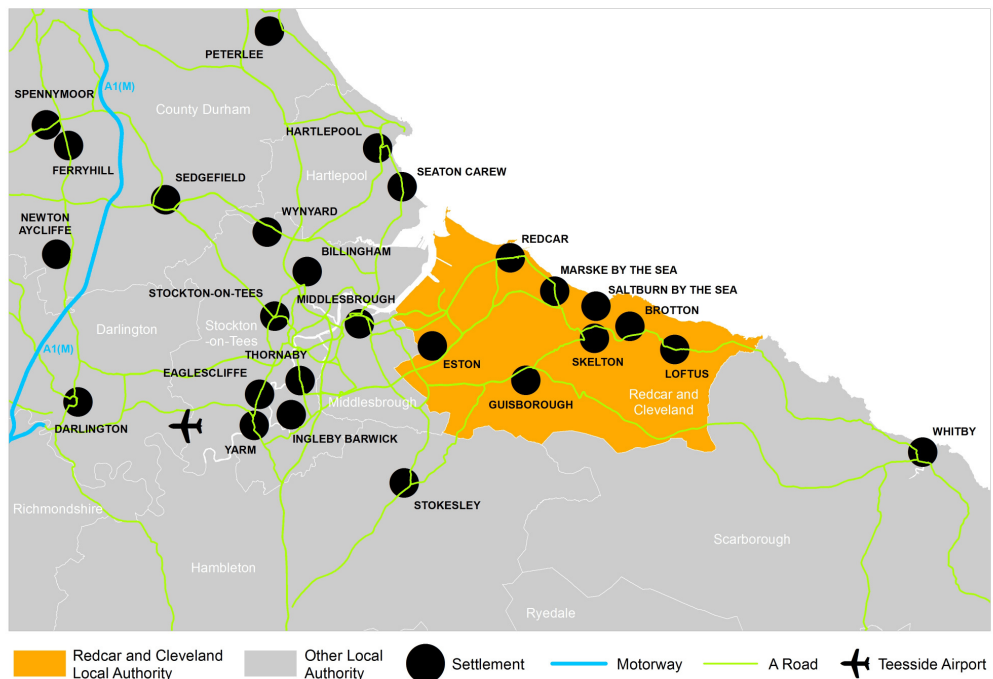 PETERLEE
A1(M)
SPENNYMOOR
County Durham
HARTLEPOOL
FERRYHILL
SEDGEFIELD
Hartlepool
SEATON CAREW
NEWTON
AYCLIFFE
WYNYARD
REDCAR
BILLINGHAM
MARSKE BY THE SEA
SALTBURN BY THE SEA
STOCKTON-ON-TEES
MIDDLESBROUGH
BROTTON
Darlington
Stockton
-on-Tees
A1(M)
THORNABY
ESTON
SKELTON
LOFTUS
EAGLESCLIFFE
Middlesbrough
GUISBOROUGH
Redcar and
Cleveland
DARLINGTON
YARM
INGLEBY BARWICK
WHITBY
STOKESLEY
Richmondshire
Scarborough
Hambleton
Ryedale
Redcar and Cleveland
Local Authority
Other Local
Authority
Settlement
Motorway
A Road
Teesside Airport